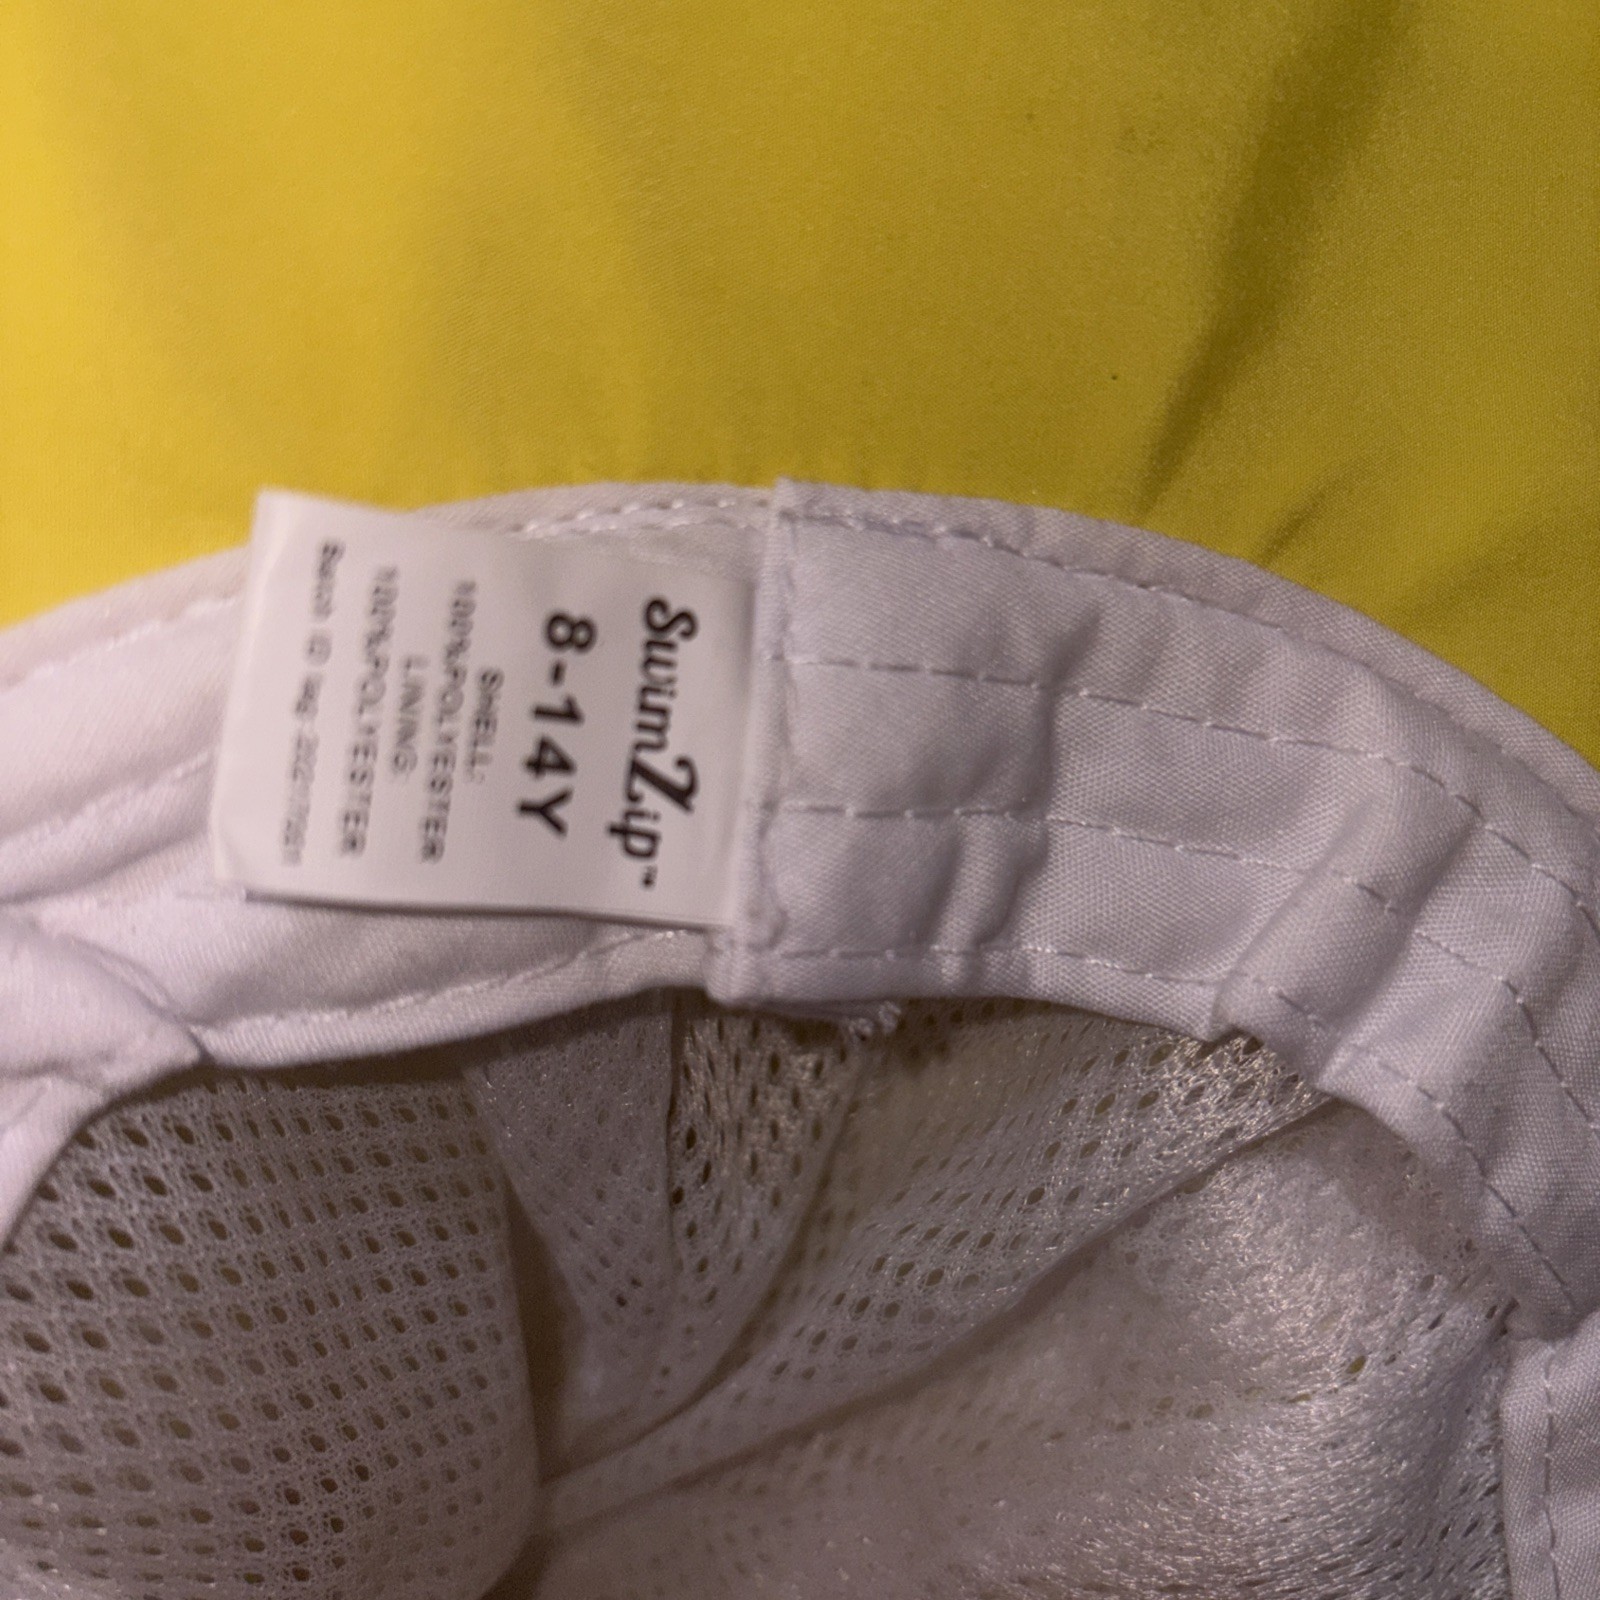 SwimZip™
8-14Y
SHELL:
100%POLYESTER
LINING:
100%POLYESTER